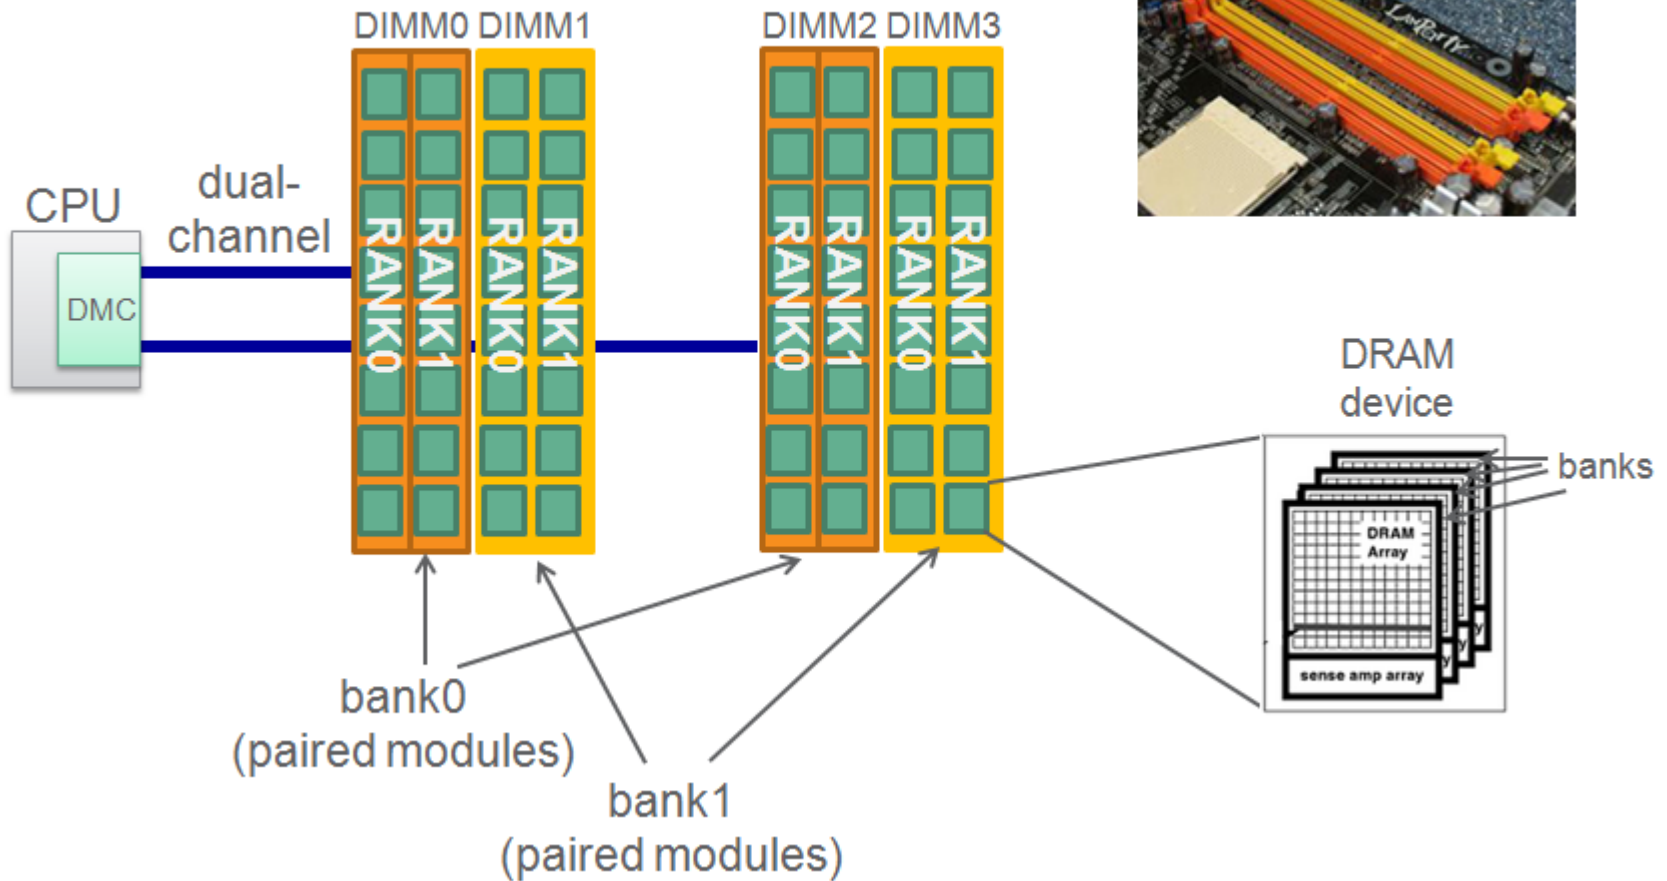 DIMM0 DIMM1
DIMM2 DIMM3
LANPARTY
CPU
dual-
channel
DMC
RANK0
RANK1
RANK0
RANK1
RANK0
RANK1
RANK0
RANK1
DRAM
device
banks
DRAM
Array
y
y
y
sense amp array
bank0
(paired modules)
bank1
(paired modules)